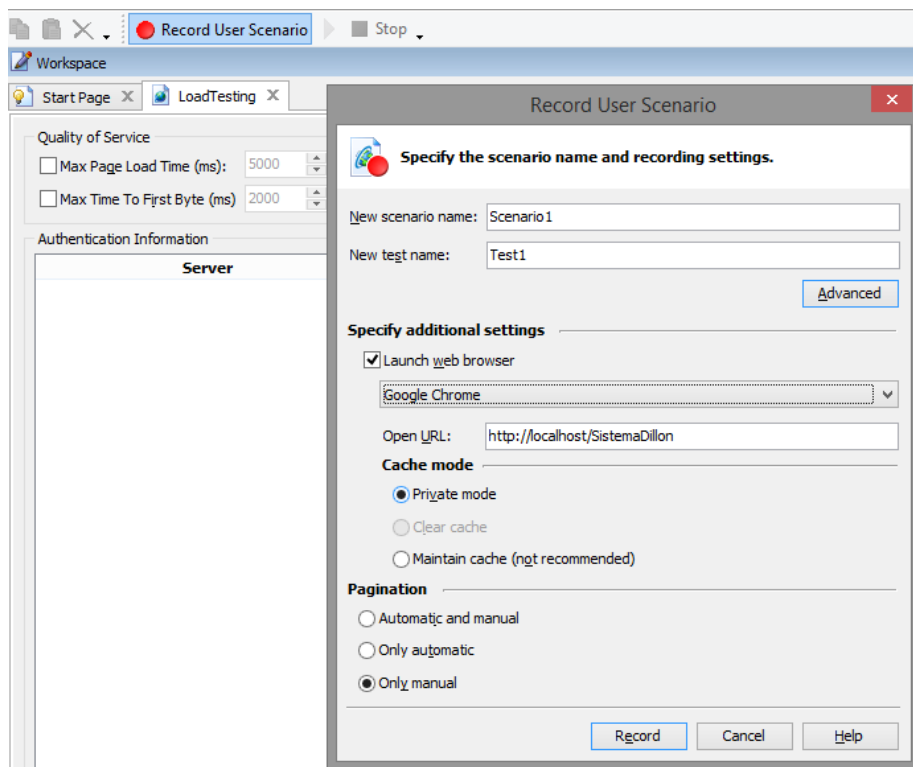 Record User Scenario
Stop
Workspace
Start Page
LoadTesting
Quality of Service
Max Page Load Time (ms): 5000
Max Time To First Byte (ms) 2000
Authentication Information
Server
Record User Scenario
Specify the scenario name and recording settings.
New scenario name: Scenario1
New test name: Test1
Advanced
Specify additional settings
Launch web browser
Google Chrome
Open URL: http://localhost/SistemaDillon
Cache mode
Private mode
Clear cache
Maintain cache (not recommended)
Pagination
Automatic and manual
Only automatic
Only manual
Record Cancel Help